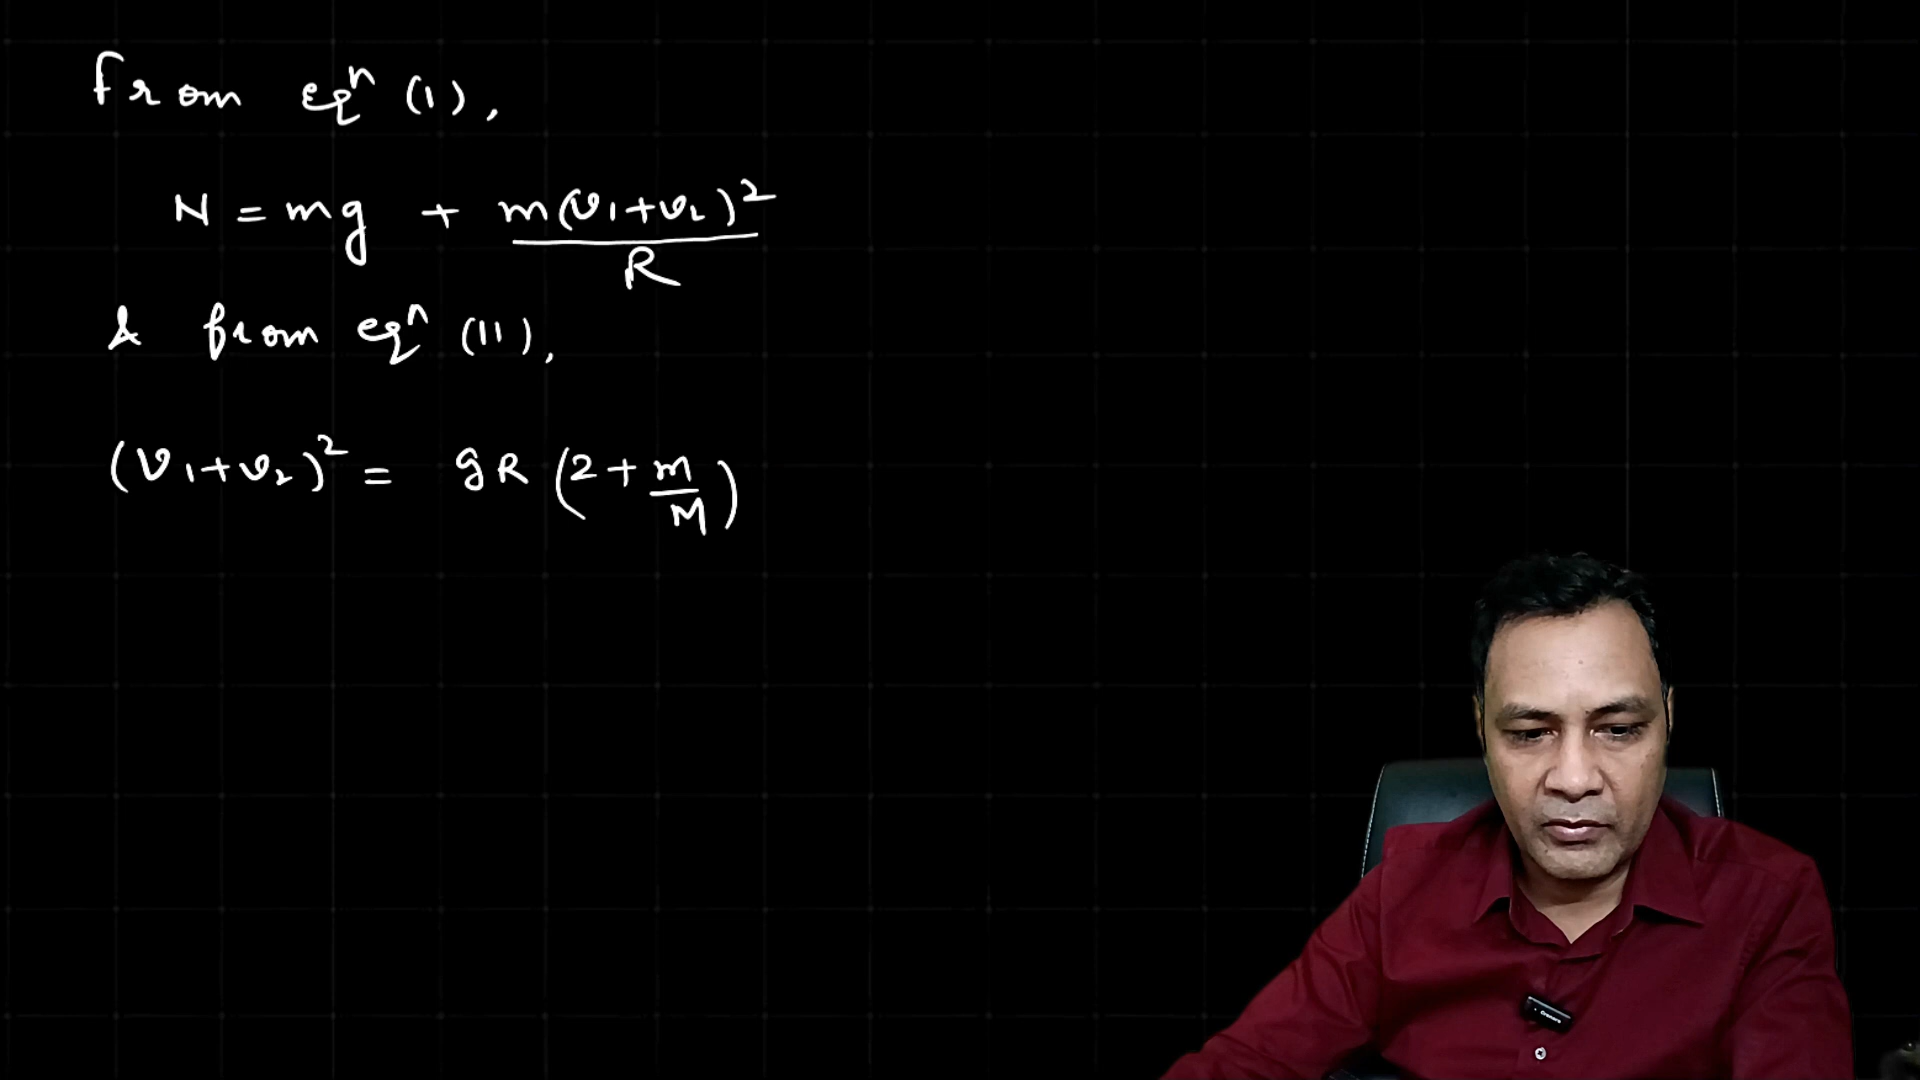 From eqⁿ (I),
N = mg + m(v₁+v₂)²/R
& from eqⁿ (II),
(v₁+v₂)² = gR (2 + m/M)